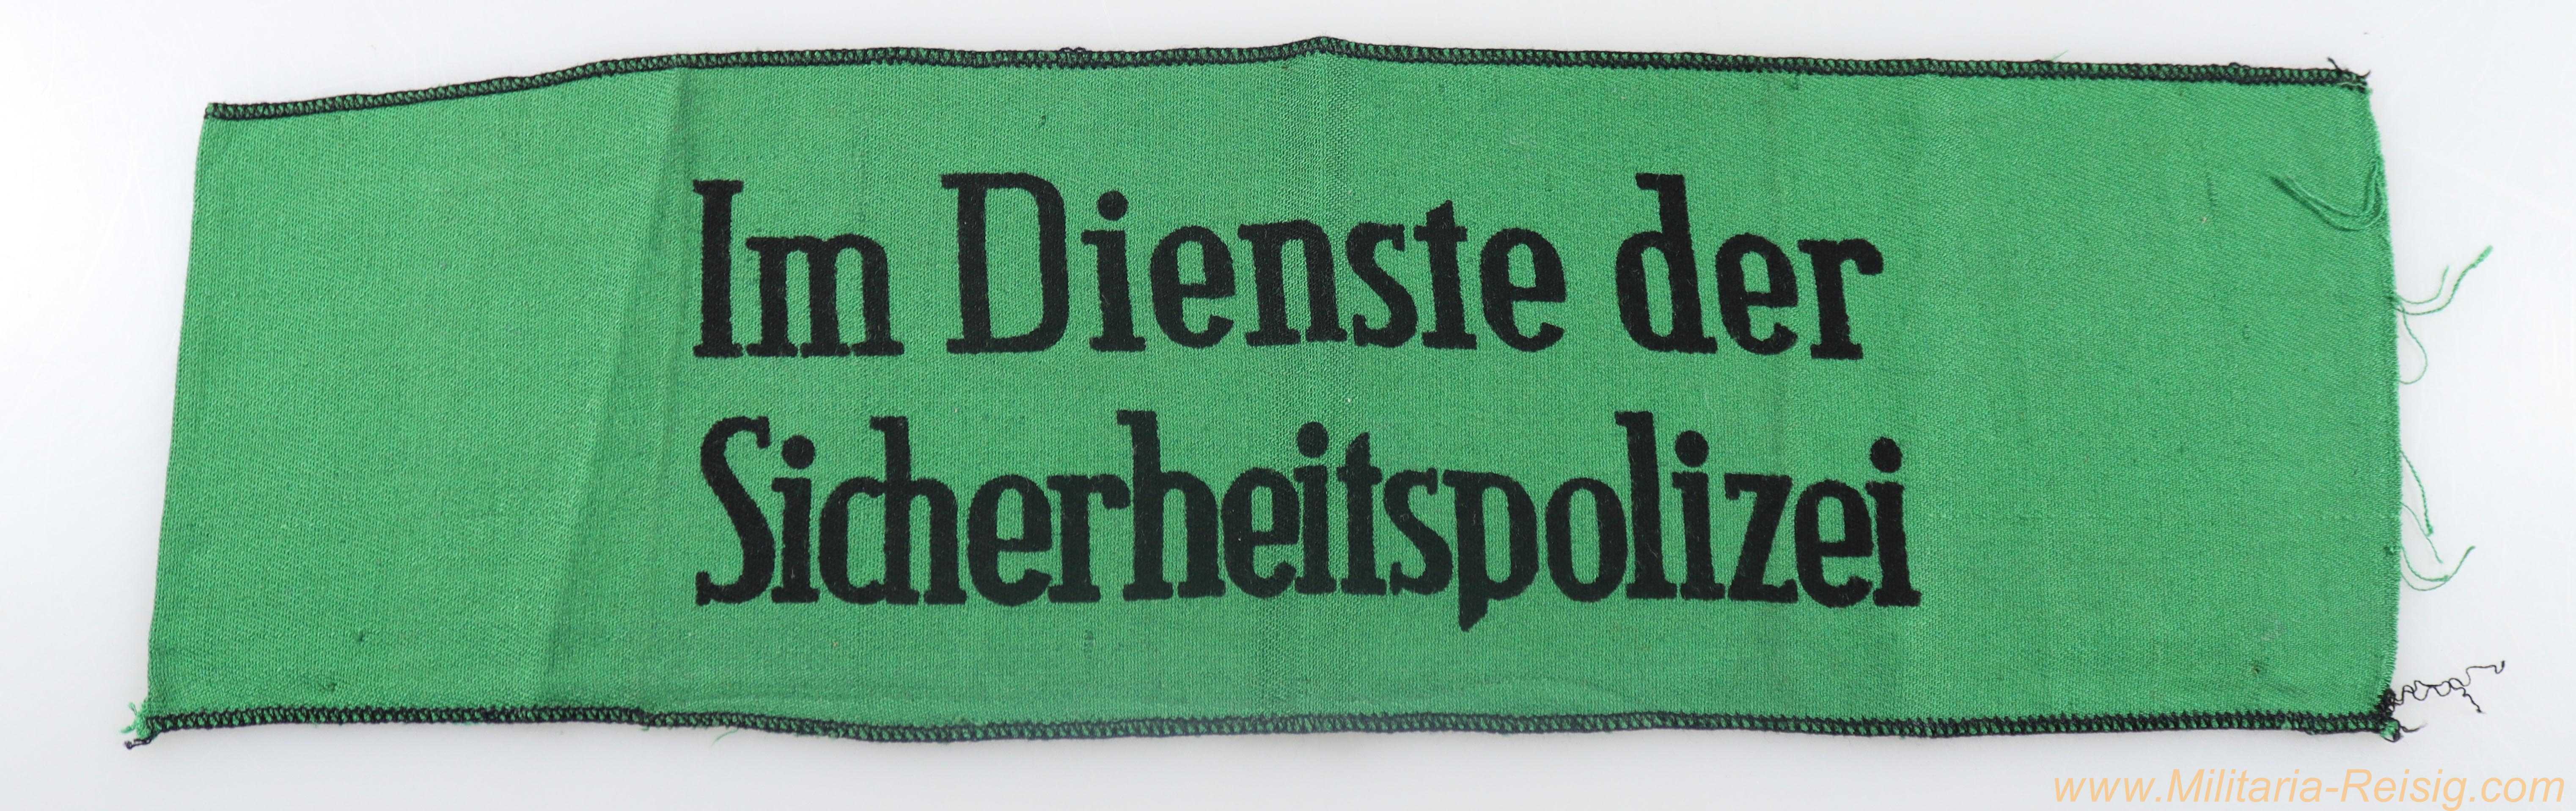 Im Dienste der
Sicherheitspolizei
www.Militaria-Reisig.com